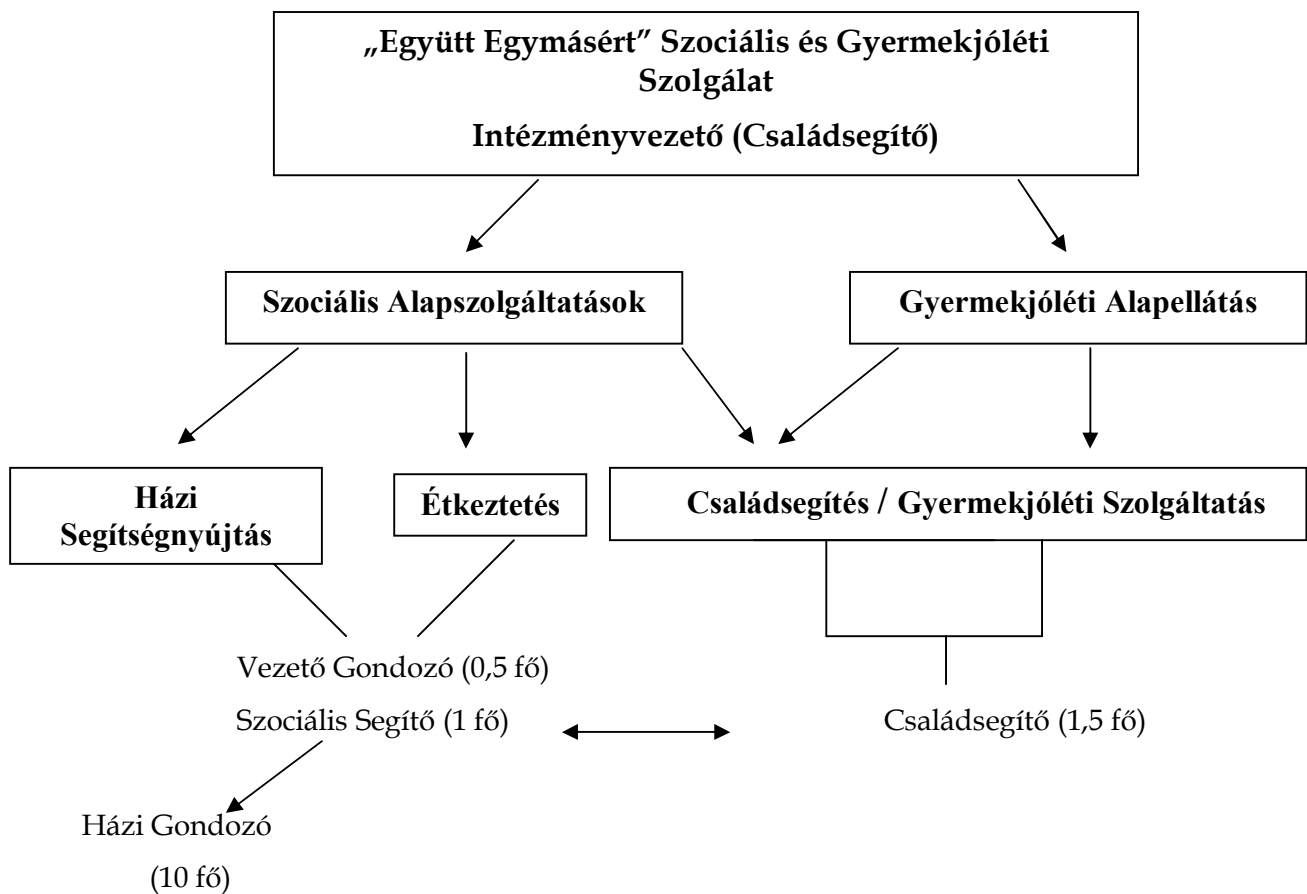 „Együtt Egymásért” Szociális és Gyermekjóléti
Szolgálat
Intézményvezető (Családsegítő)
Szociális Alapszolgáltatások
Gyermekjóléti Alapellátás
Házi
Segítségnyújtás
Étkeztetés
Családsegítés / Gyermekjóléti Szolgáltatás
Vezető Gondozó (0,5 fő)
Szociális Segítő (1 fő)
Családsegítő (1,5 fő)
Házi Gondozó
(10 fő)